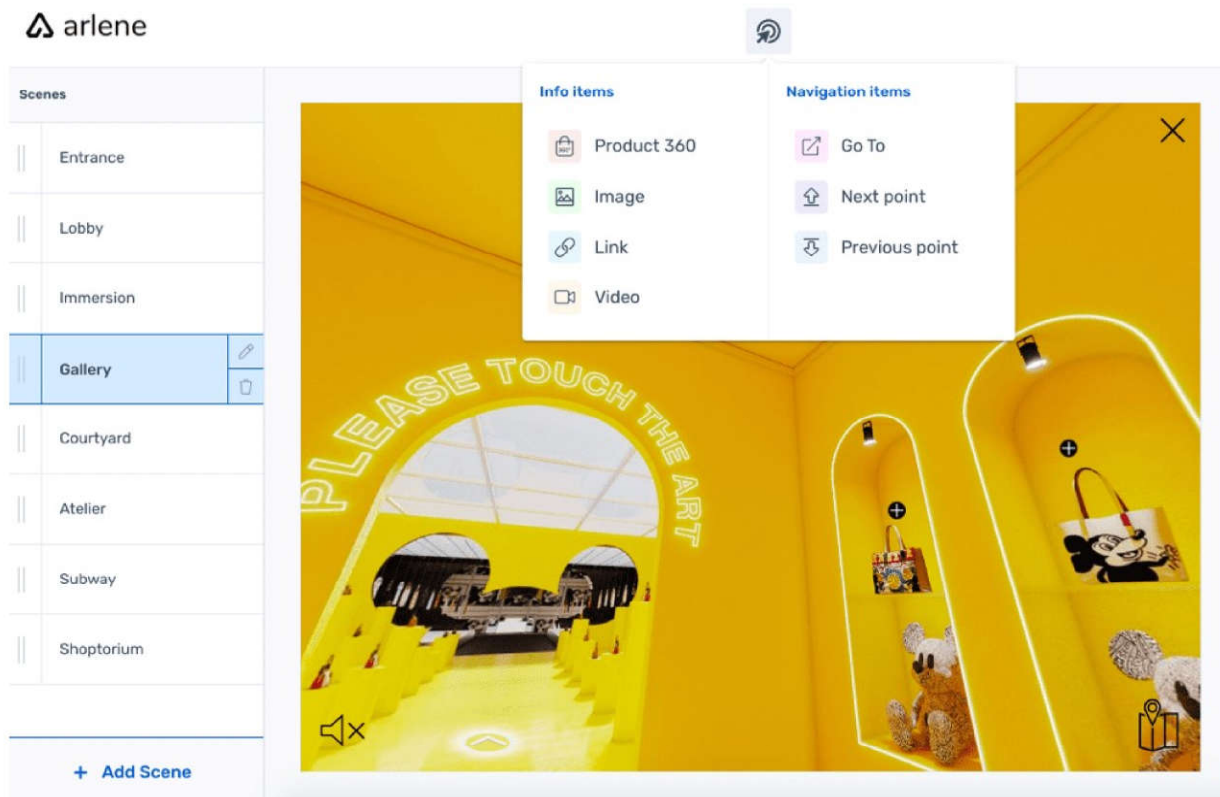 arlene
Scenes
Entrance
Lobby
Immersion
Gallery
Courtyard
Atelier
Subway
Shoptorium
+ Add Scene
Info items
Product 360
Image
Link
Video
Navigation items
Go To
Next point
Previous point
PLEASE TOUCH THE ART